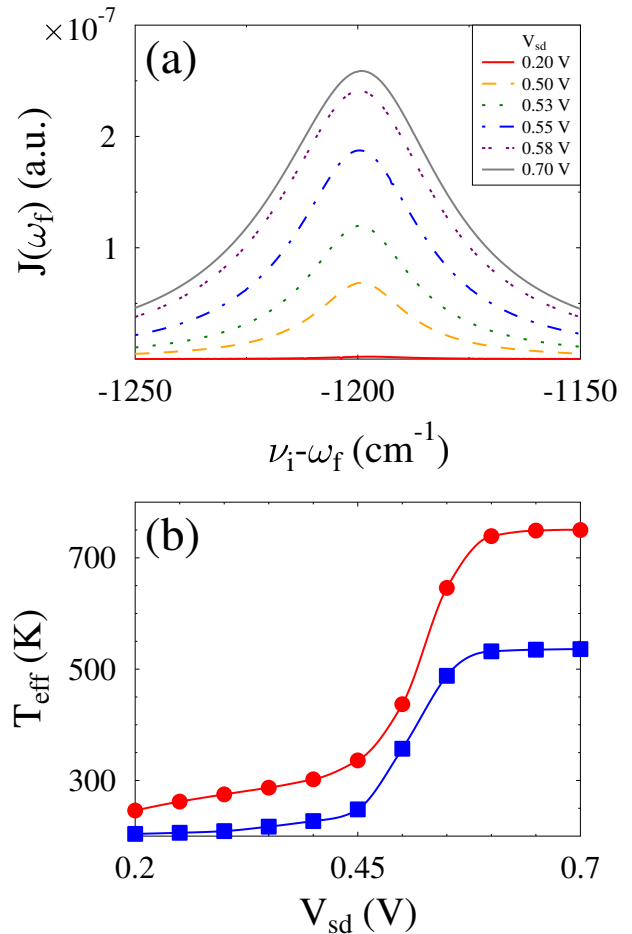 ×10⁻⁷
(a)
V_sd
0.20 V
0.50 V
0.53 V
0.55 V
0.58 V
0.70 V
2
1
J(ω_f) (a.u.)
-1250 -1200 -1150
ν_i-ω_f (cm⁻¹)
(b)
700
500
300
T_eff (K)
0.2 0.45 0.7
V_sd (V)